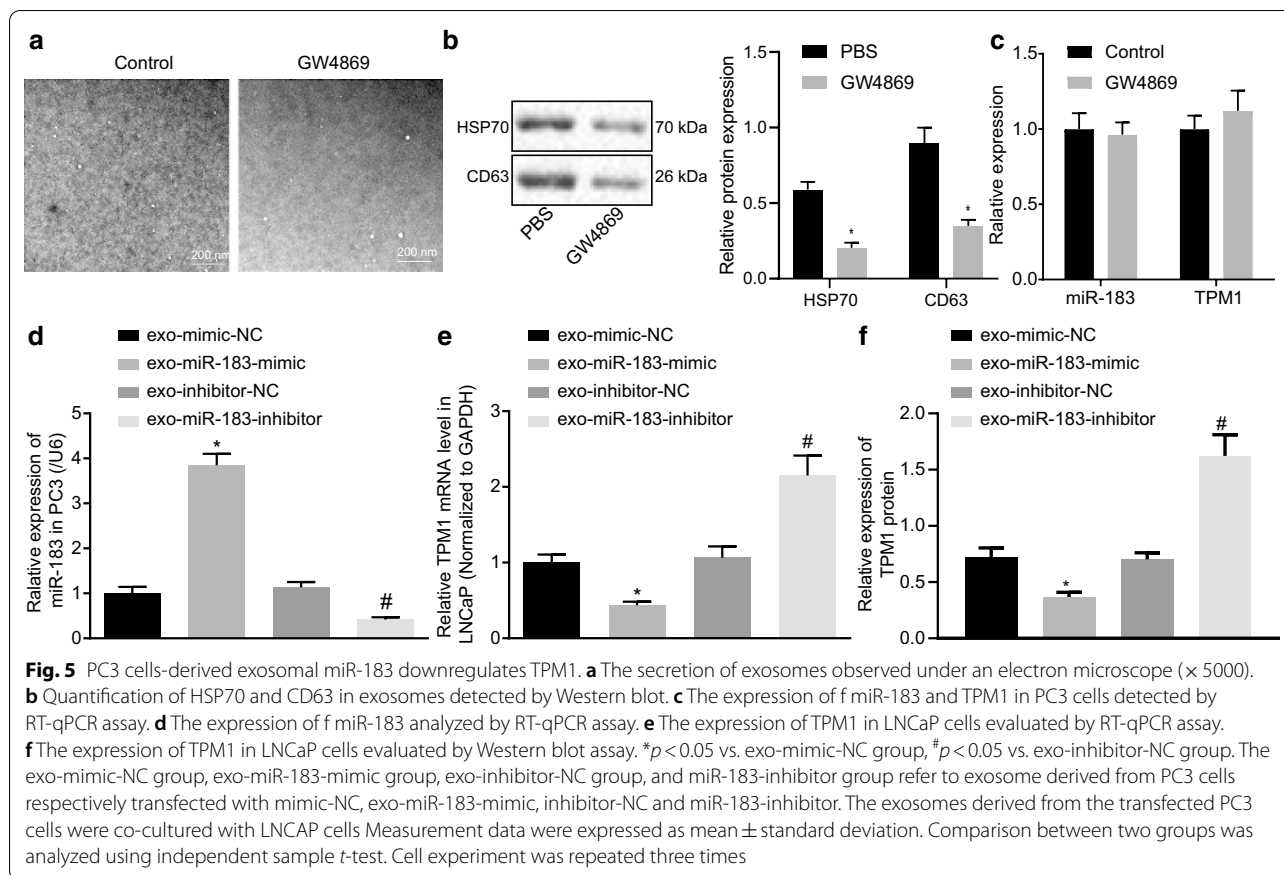 a
Control
GW4869
200 nm
200 nm
b
HSP70
70 kDa
CD63
26 kDa
PBS
GW4869
PBS
GW4869
Relative protein expression
1.5
1.0
0.5
0.0
*
*
HSP70
CD63
c
Control
GW4869
Ralative expression
1.5
1.0
0.5
0.0
miR-183
TPM1
d
exo-mimic-NC
exo-miR-183-mimic
exo-inhibitor-NC
exo-miR-183-inhibitor
Ralative expression of
miR-183 in PC3 (/U6)
5
4
3
2
1
0
*
#
e
exo-mimic-NC
exo-miR-183-mimic
exo-inhibitor-NC
exo-miR-183-inhibitor
Relative TPM1 mRNA level in
LNCaP (Normalized to GAPDH)
3
2
1
0
*
#
f
exo-mimic-NC
exo-miR-183-mimic
exo-inhibitor-NC
exo-miR-183-inhibitor
Relative expression of
TPM1 protein
2.0
1.5
1.0
0.5
0.0
*
#
Fig. 5 PC3 cells-derived exosomal miR-183 downregulates TPM1. a The secretion of exosomes observed under an electron microscope (× 5000).
b Quantification of HSP70 and CD63 in exosomes detected by Western blot. c The expression of f miR-183 and TPM1 in PC3 cells detected by
RT-qPCR assay. d The expression of f miR-183 analyzed by RT-qPCR assay. e The expression of TPM1 in LNCaP cells evaluated by RT-qPCR assay.
f The expression of TPM1 in LNCaP cells evaluated by Western blot assay. *p < 0.05 vs. exo-mimic-NC group, #p < 0.05 vs. exo-inhibitor-NC group. The
exo-mimic-NC group, exo-miR-183-mimic group, exo-inhibitor-NC group, and miR-183-inhibitor group refer to exosome derived from PC3 cells
respectively transfected with mimic-NC, exo-miR-183-mimic, inhibitor-NC and miR-183-inhibitor. The exosomes derived from the transfected PC3
cells were co-cultured with LNCAP cells Measurement data were expressed as mean ± standard deviation. Comparison between two groups was
analyzed using independent sample t-test. Cell experiment was repeated three times